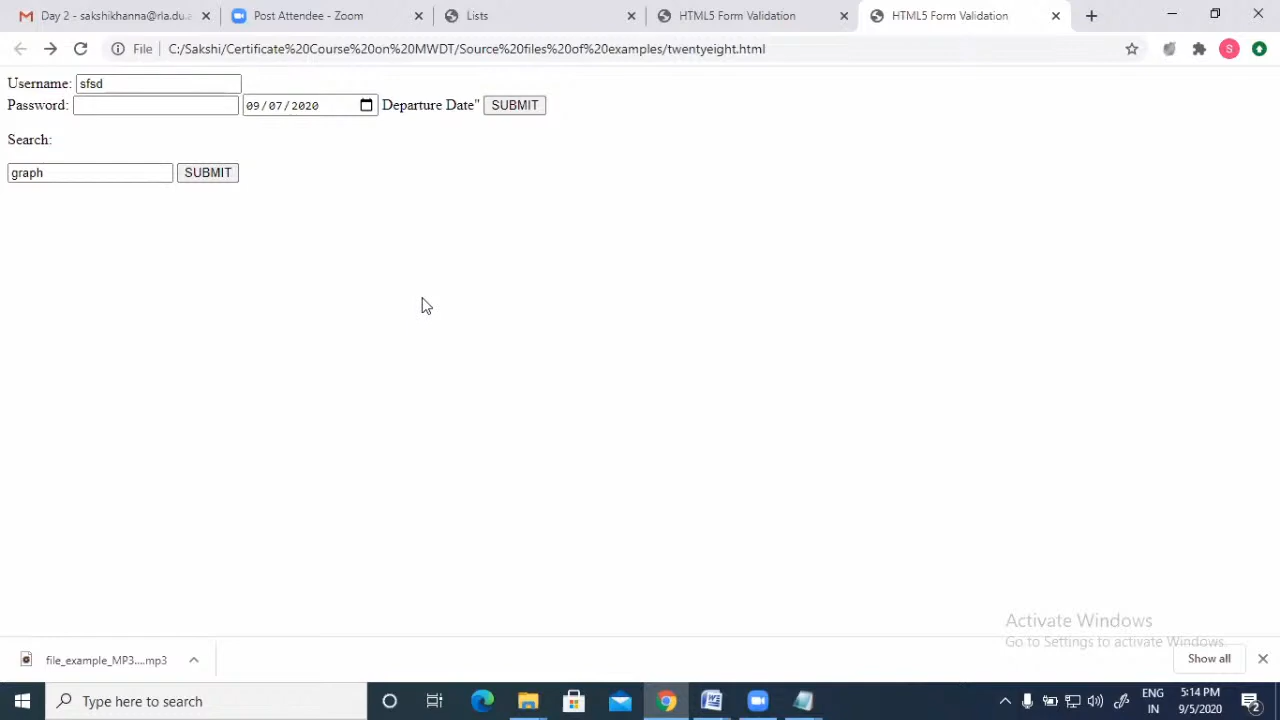 Day 2 - sakshikhanna@rla.du.a
Post Attendee - Zoom
Lists
HTML5 Form Validation
HTML5 Form Validation
File
C:/Sakshi/Certificate%20Course%20on%20MWDT/Source%20files%20of%20examples/twentyeight.html
S
Username: sfsd
Password: 09/07/2020 Departure Date" SUBMIT
Search:
graph SUBMIT
Activate Windows
Go to Settings to activate Windows.
file_example_MP3....mp3
Show all
Type here to search
ENG
IN
5:14 PM
9/5/2020
2